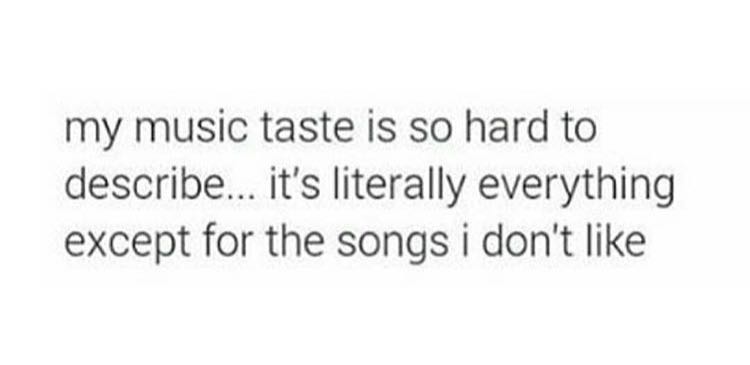 my music taste is so hard to
describe... it's literally everything
except for the songs i don't like